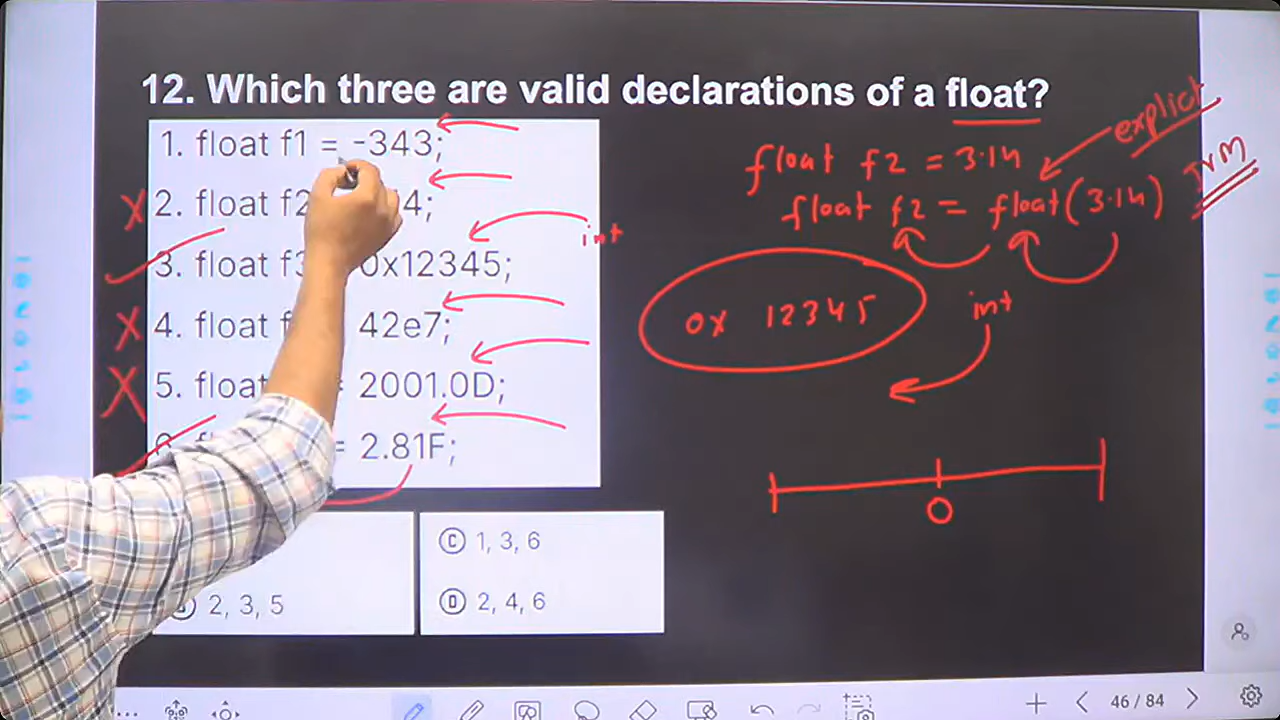 12. Which three are valid declarations of a float?
1. float f1 = -343;
2. float f2 4;
3. float f3 0x12345;
4. float f 42e7;
5. float = 2001.0D;
= 2.81F;
2, 3, 5
C 1, 3, 6
D 2, 4, 6
explict
float f2 = 3.14
float f2 = float(3.14)
JVM
int
0x 12345
int
0
46 / 84